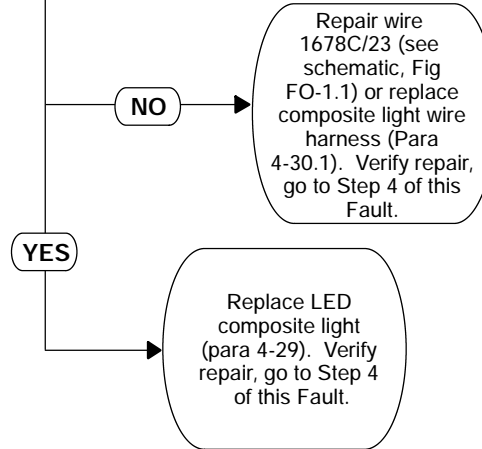 Repair wire
1678C/23 (see
schematic, Fig
FO-1.1) or replace
composite light wire
harness (Para
4-30.1).  Verify repair,
go to Step 4 of this
Fault.
NO
YES
Replace LED
composite light
(para 4-29).  Verify
repair, go to Step 4
of this Fault.